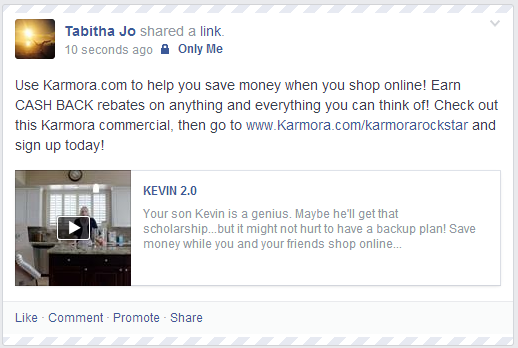 Tabitha Jo shared a link.
10 seconds ago Only Me
Use Karmora.com to help you save money when you shop online! Earn
CASH BACK rebates on anything and everything you can think of! Check out
this Karmora commercial, then go to www.Karmora.com/karmorarockstar and
sign up today!
KEVIN 2.0
Your son Kevin is a genius. Maybe he'll get that
scholarship...but it might not hurt to have a backup plan! Save
money while you and your friends shop online...
Like · Comment · Promote · Share